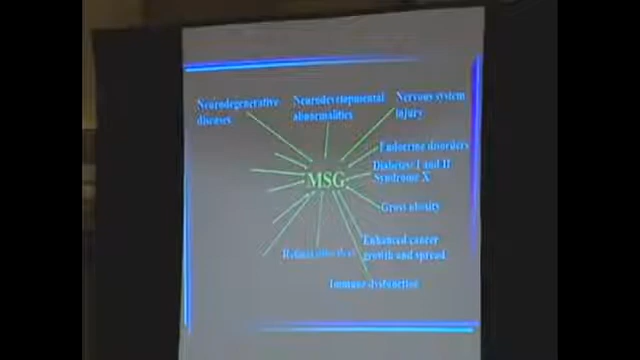 Neurodegenerative
diseases
Neurodevelopmental
abnormalities
Nervous system
injury
Endocrine disorders
Diabetes: I and II
Syndrome X
MSG
Gross obesity
Enhanced cancer
growth and spread
Immune dysfunction